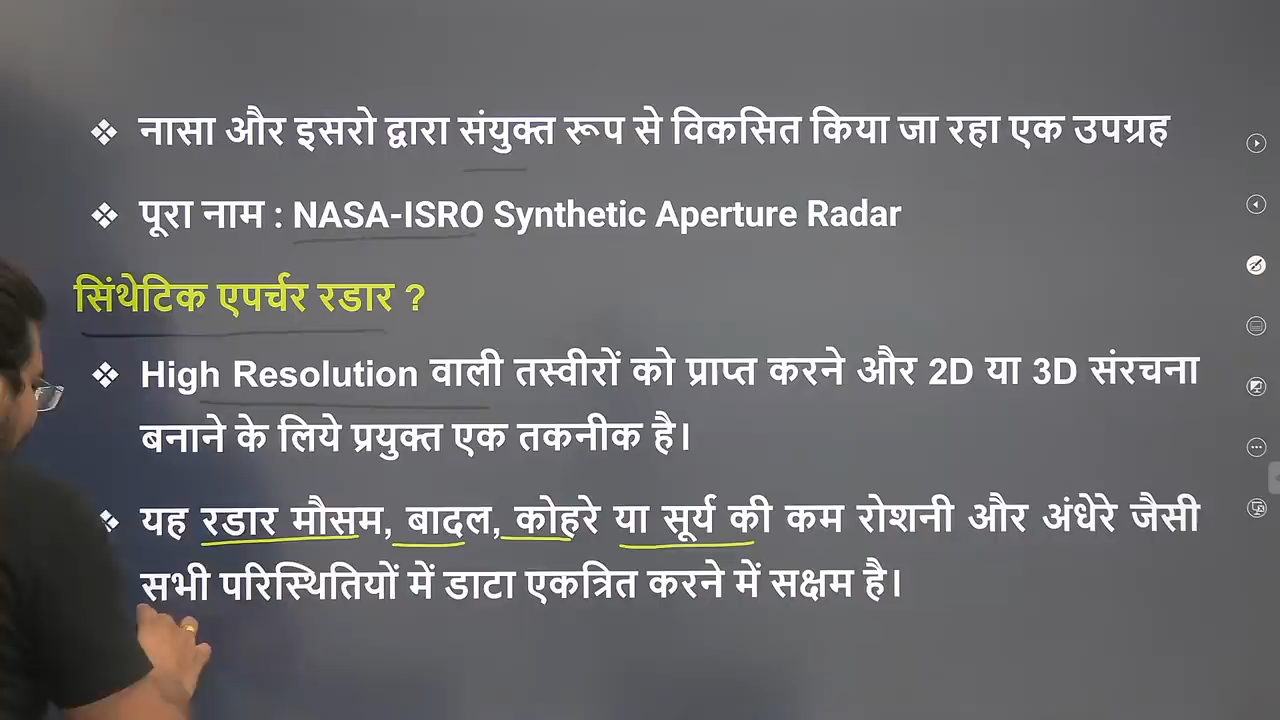 ❖ नासा और इसरो द्वारा संयुक्त रूप से विकसित किया जा रहा एक उपग्रह
❖ पूरा नाम : NASA-ISRO Synthetic Aperture Radar
सिंथेटिक एपर्चर रडार ?
❖ High Resolution वाली तस्वीरों को प्राप्त करने और 2D या 3D संरचना
बनाने के लिये प्रयुक्त एक तकनीक है।
❖ यह रडार मौसम, बादल, कोहरे या सूर्य की कम रोशनी और अंधेरे जैसी
सभी परिस्थितियों में डाटा एकत्रित करने में सक्षम है।